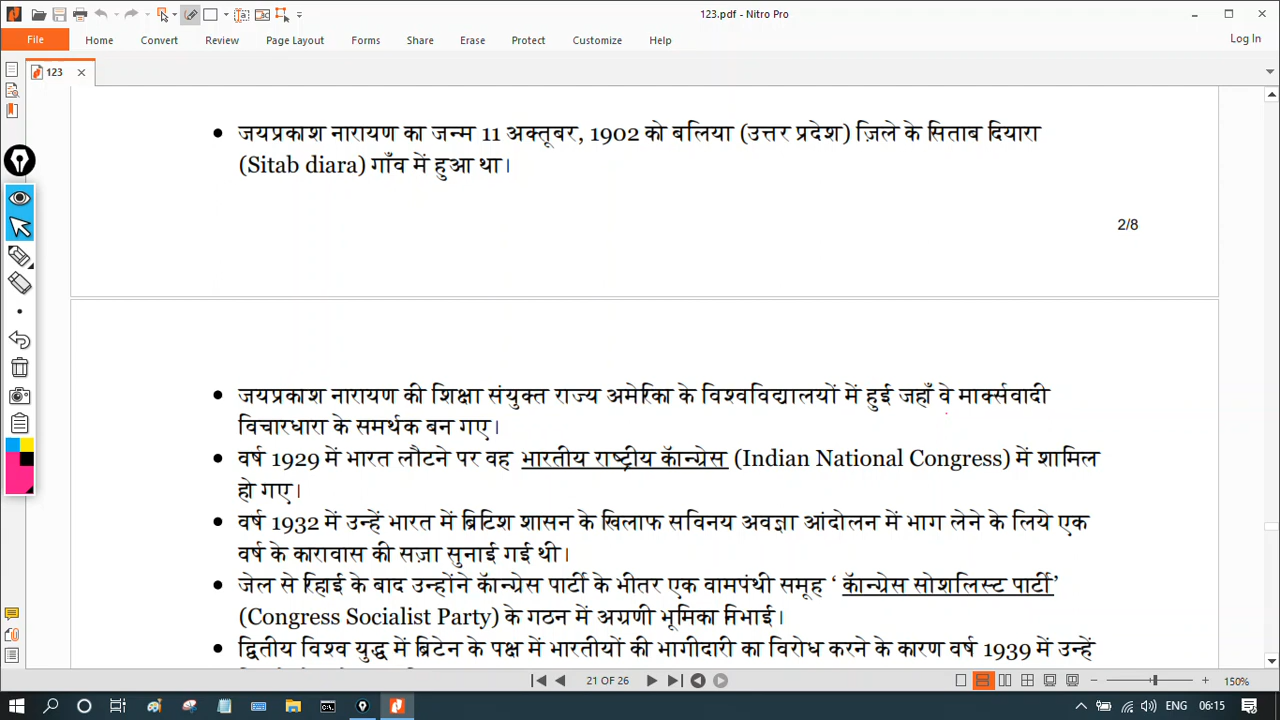 123.pdf - Nitro Pro
File Home Convert Review Page Layout Forms Share Erase Protect Customize Help Log In
123
जयप्रकाश नारायण का जन्म 11 अक्तूबर, 1902 को बलिया (उत्तर प्रदेश) ज़िले के सिताब दियारा
(Sitab diara) गाँव में हुआ था।
2/8
जयप्रकाश नारायण की शिक्षा संयुक्त राज्य अमेरिका के विश्वविद्यालयों में हुई जहाँ वे मार्क्सवादी
विचारधारा के समर्थक बन गए।
वर्ष 1929 में भारत लौटने पर वह भारतीय राष्ट्रीय कॅान्ग्रेस (Indian National Congress) में शामिल
हो गए।
वर्ष 1932 में उन्हें भारत में ब्रिटिश शासन के खिलाफ सविनय अवज्ञा आंदोलन में भाग लेने के लिये एक
वर्ष के कारावास की सज़ा सुनाई गई थी।
जेल से रिहाई के बाद उन्होंने कॅान्ग्रेस पार्टी के भीतर एक वामपंथी समूह ‘ कॅान्ग्रेस सोशलिस्ट पार्टी’
(Congress Socialist Party) के गठन में अग्रणी भूमिका निभाई।
द्वितीय विश्व युद्ध में ब्रिटेन के पक्ष में भारतीयों की भागीदारी का विरोध करने के कारण वर्ष 1939 में उन्हें
21 OF 26
150%
ENG 06:15